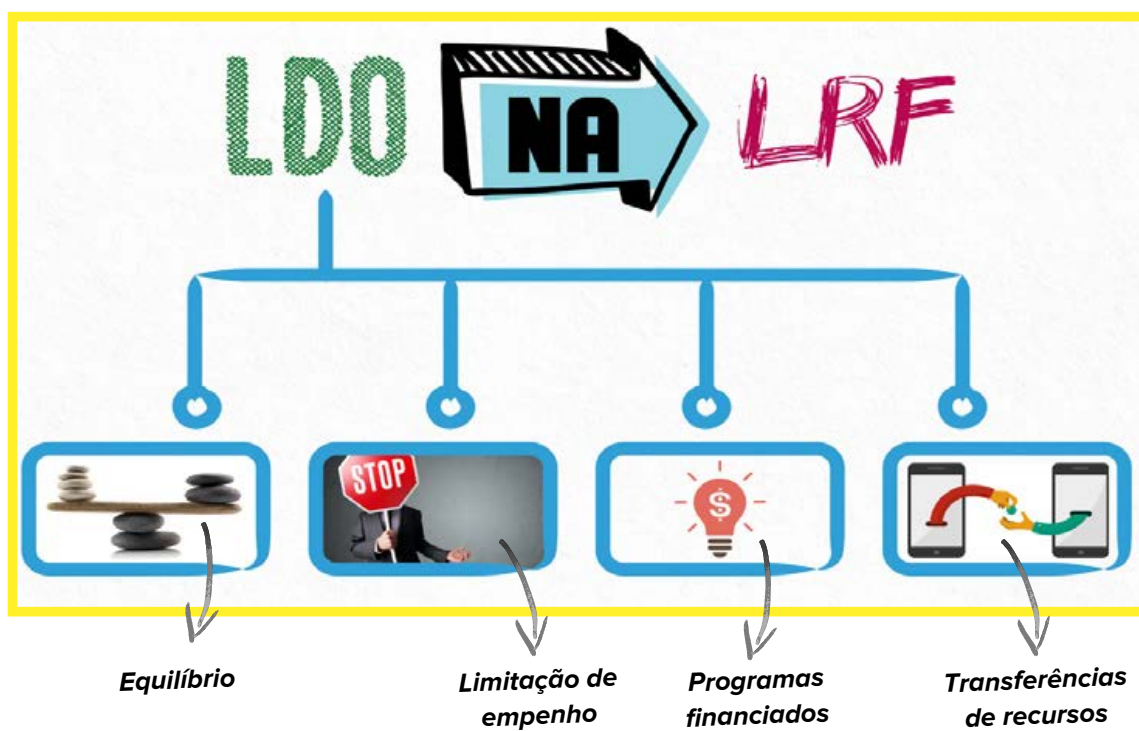 LDO NA LRF
STOP
$
Equilíbrio
Limitação de
empenho
Programas
financiados
Transferências
de recursos